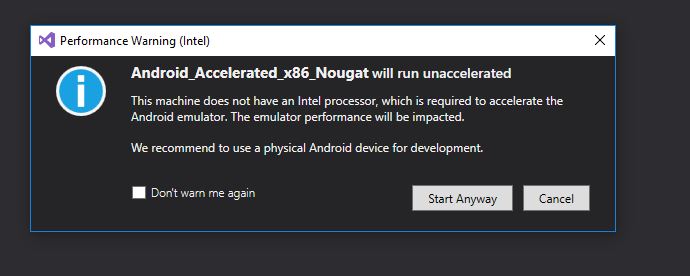 Performance Warning (Intel)
Android_Accelerated_x86_Nougat will run unaccelerated
This machine does not have an Intel processor, which is required to accelerate the
Android emulator. The emulator performance will be impacted.
We recommend to use a physical Android device for development.
Don't warn me again
Start Anyway
Cancel